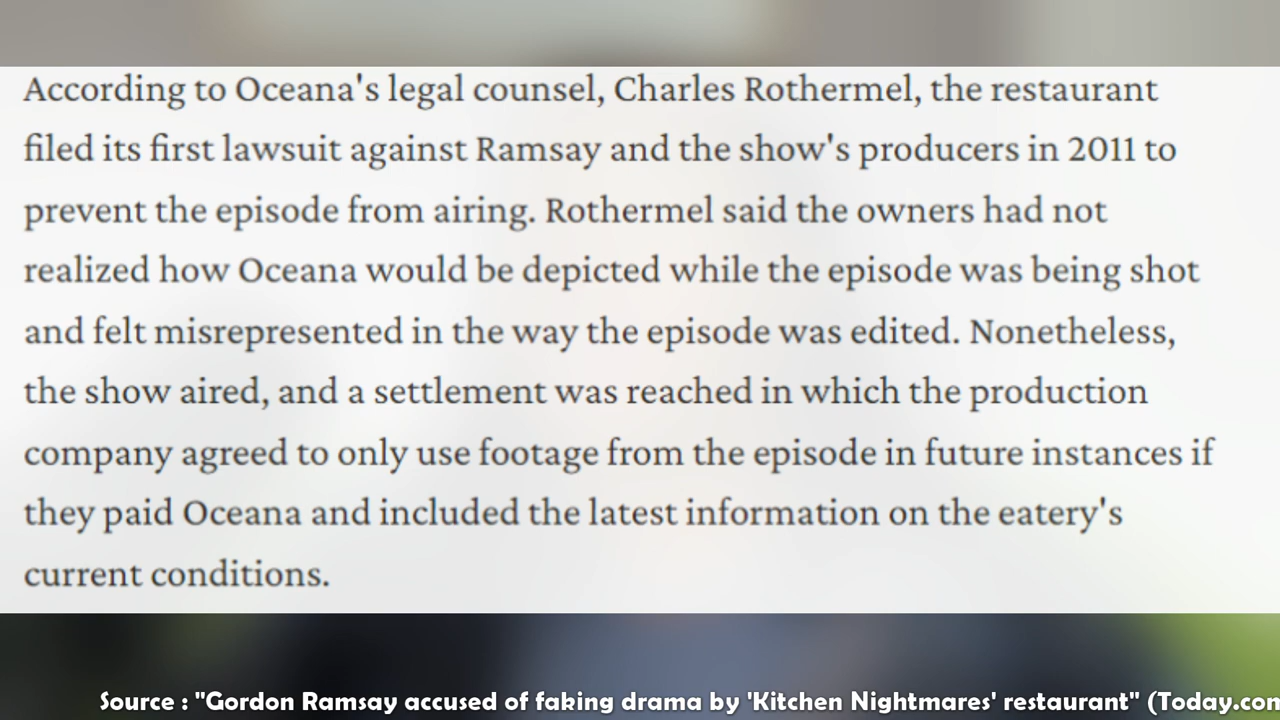 According to Oceana's legal counsel, Charles Rothermel, the restaurant
filed its first lawsuit against Ramsay and the show's producers in 2011 to
prevent the episode from airing. Rothermel said the owners had not
realized how Oceana would be depicted while the episode was being shot
and felt misrepresented in the way the episode was edited. Nonetheless,
the show aired, and a settlement was reached in which the production
company agreed to only use footage from the episode in future instances if
they paid Oceana and included the latest information on the eatery's
current conditions.
Source : "Gordon Ramsay accused of faking drama by 'Kitchen Nightmares' restaurant" (Today.com